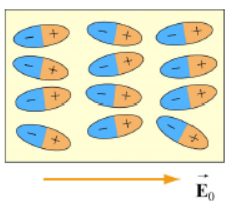 − + − + − +
− + − + − +
− + − + − +
− + − + − +
E⃗₀